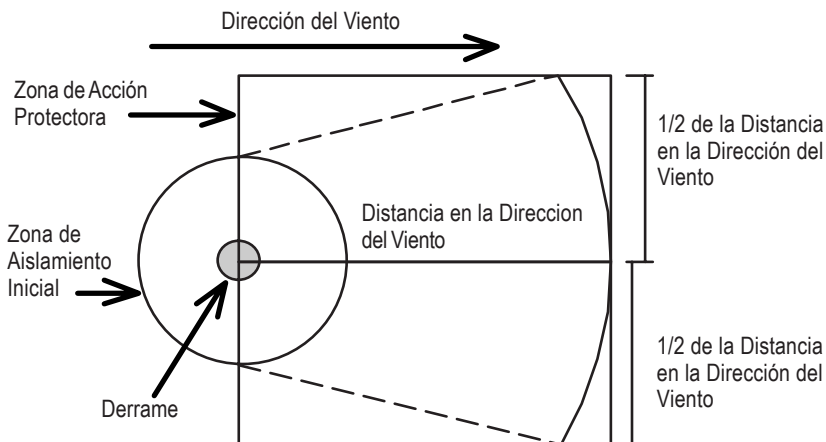 Dirección del Viento
Zona de Acción
Protectora
1/2 de la Distancia
en la Dirección del
Viento
Distancia en la Direccion
del Viento
Zona de
Aislamiento
Inicial
1/2 de la Distancia
en la Dirección del
Viento
Derrame